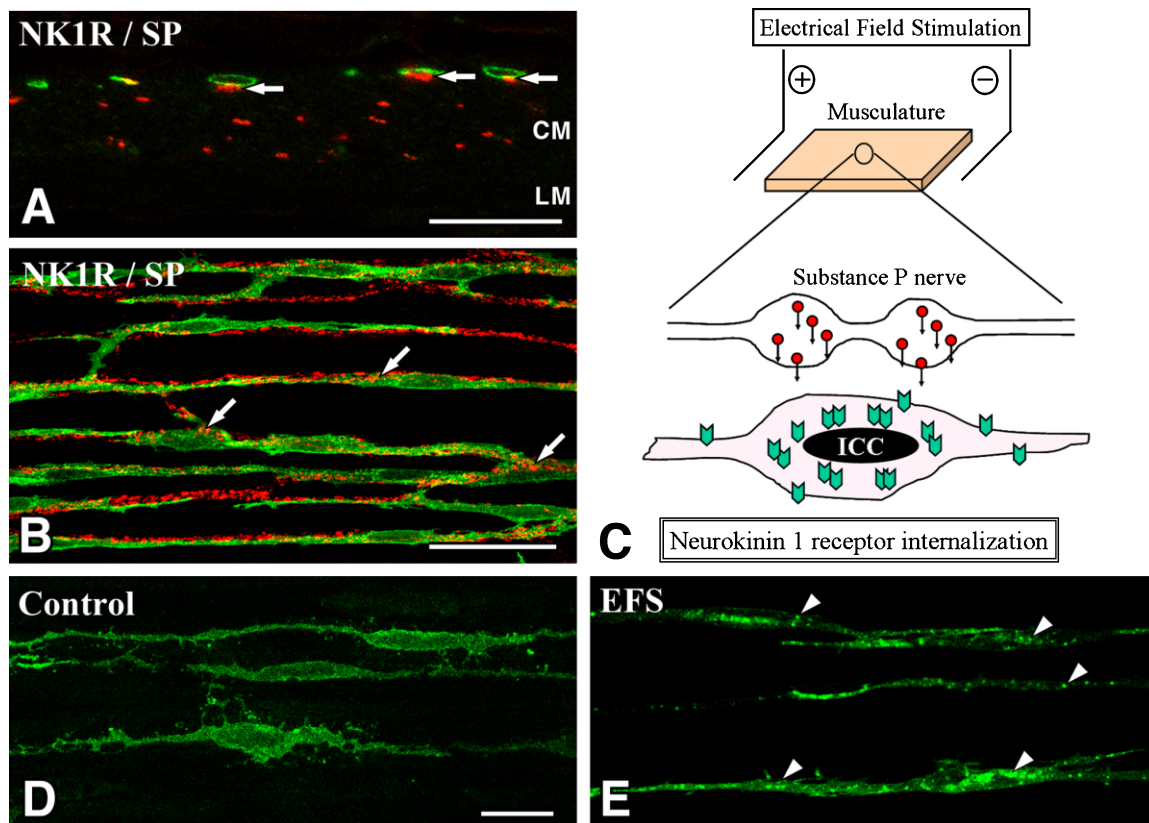 NK1R / SP
CM
LM
A
NK1R / SP
B
Electrical Field Stimulation
+
−
Musculature
Substance P nerve
ICC
C
Neurokinin 1 receptor internalization
Control
D
EFS
E